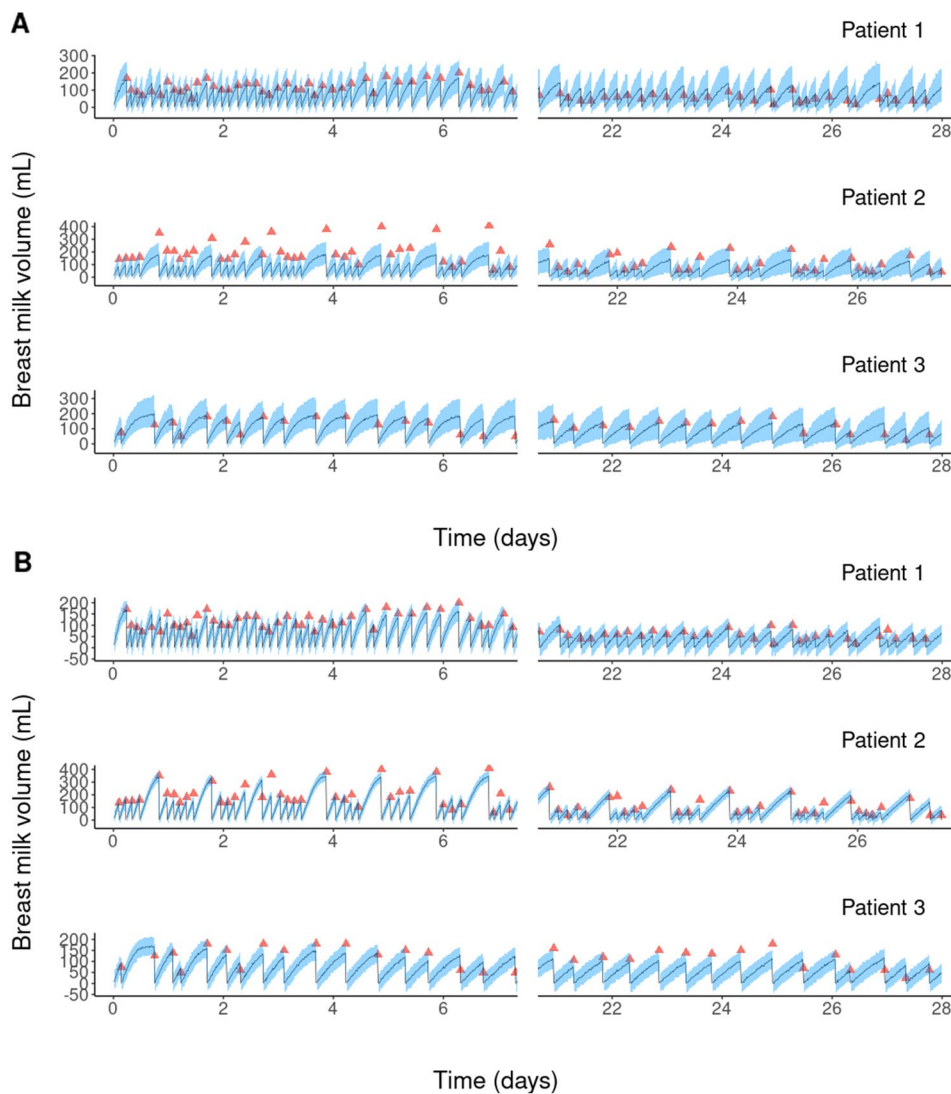 A
Patient 1
300
200
100
0
0 2 4 6 22 24 26 28
Patient 2
400
300
200
100
0
0 2 4 6 22 24 26
Breast milk volume (mL)
Patient 3
300
200
100
0
0 2 4 6 22 24 26 28
Time (days)
B
Patient 1
200
150
100
50
0
-50
0 2 4 6 22 24 26 28
Patient 2
400
300
200
100
0
0 2 4 6 22 24 26
Breast milk volume (mL)
Patient 3
200
150
100
50
0
-50
0 2 4 6 22 24 26 28
Time (days)